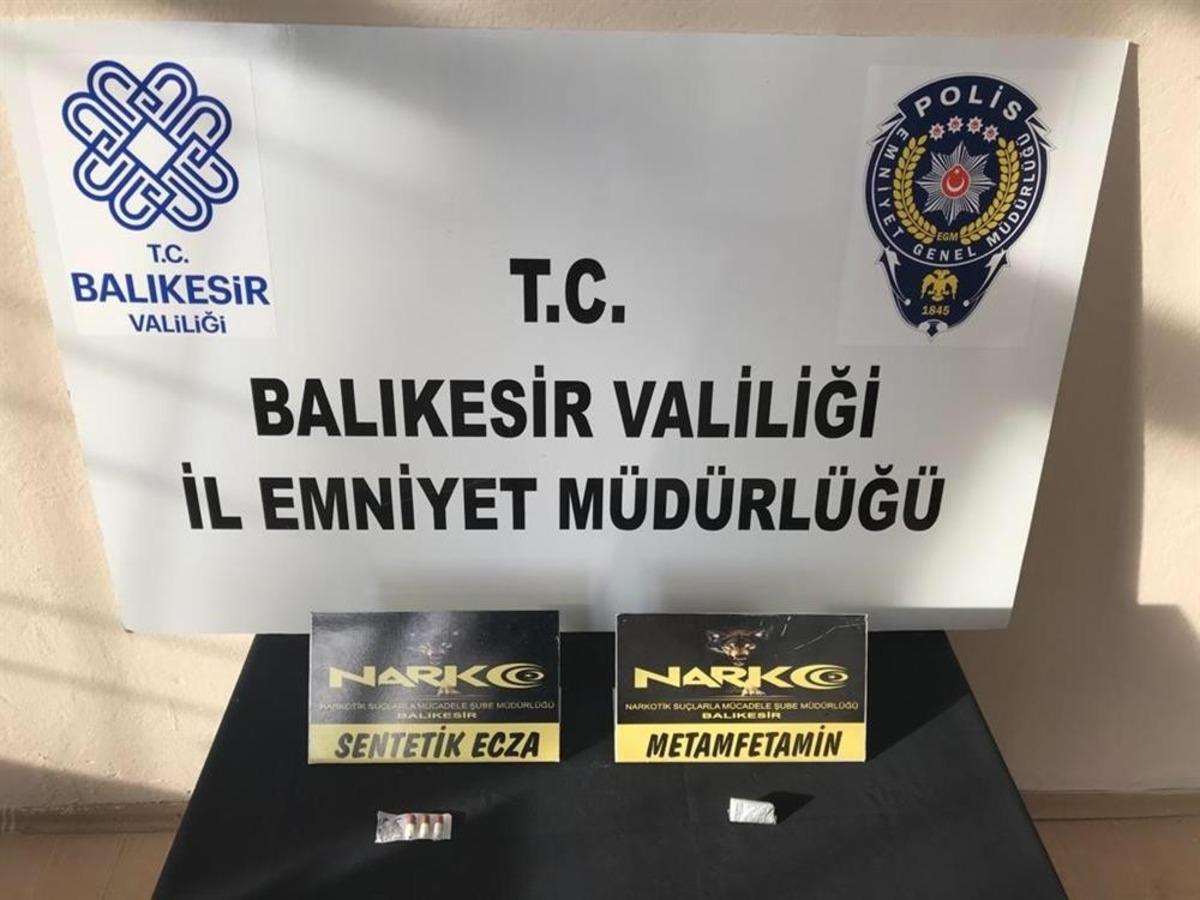 T.C.
BALIKESİR
VALİLİĞİ
POLİS
EMNİYET GENEL MÜDÜRLÜĞÜ
EGM
1845
T.C.
BALIKESİR VALİLİĞİ
İL EMNİYET MÜDÜRLÜĞÜ
NARKO
NARKOTİK SUÇLARLA MÜCADELE ŞUBE MÜDÜRLÜĞÜ
BALIKESİR
SENTETİK ECZA
NARKO
NARKOTİK SUÇLARLA MÜCADELE ŞUBE MÜDÜRLÜĞÜ
BALIKESİR
METAMFETAMİN